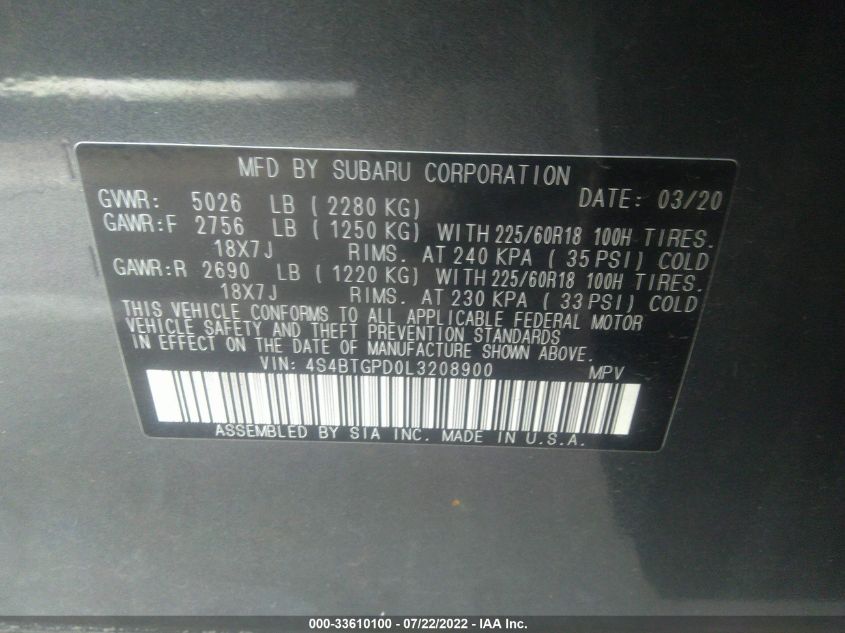 MFD BY SUBARU CORPORATION
GVWR: 5026 LB ( 2280 KG) DATE: 03/20
GAWR:F 2756 LB ( 1250 KG) WITH 225/60R18 100H TIRES.
18X7J RIMS. AT 240 KPA ( 35 PSI) COLD
GAWR:R 2690 LB ( 1220 KG) WITH 225/60R18 100H TIRES.
18X7J RIMS. AT 230 KPA ( 33 PSI) COLD
THIS VEHICLE CONFORMS TO ALL APPLICABLE FEDERAL MOTOR
VEHICLE SAFETY AND THEFT PREVENTION STANDARDS
IN EFFECT ON THE DATE OF MANUFACTURE SHOWN ABOVE.
VIN: 4S4BTGPD0L3208900 MPV
ASSEMBLED BY SIA INC. MADE IN U.S.A.
000-33610100 - 07/22/2022 - IAA Inc.